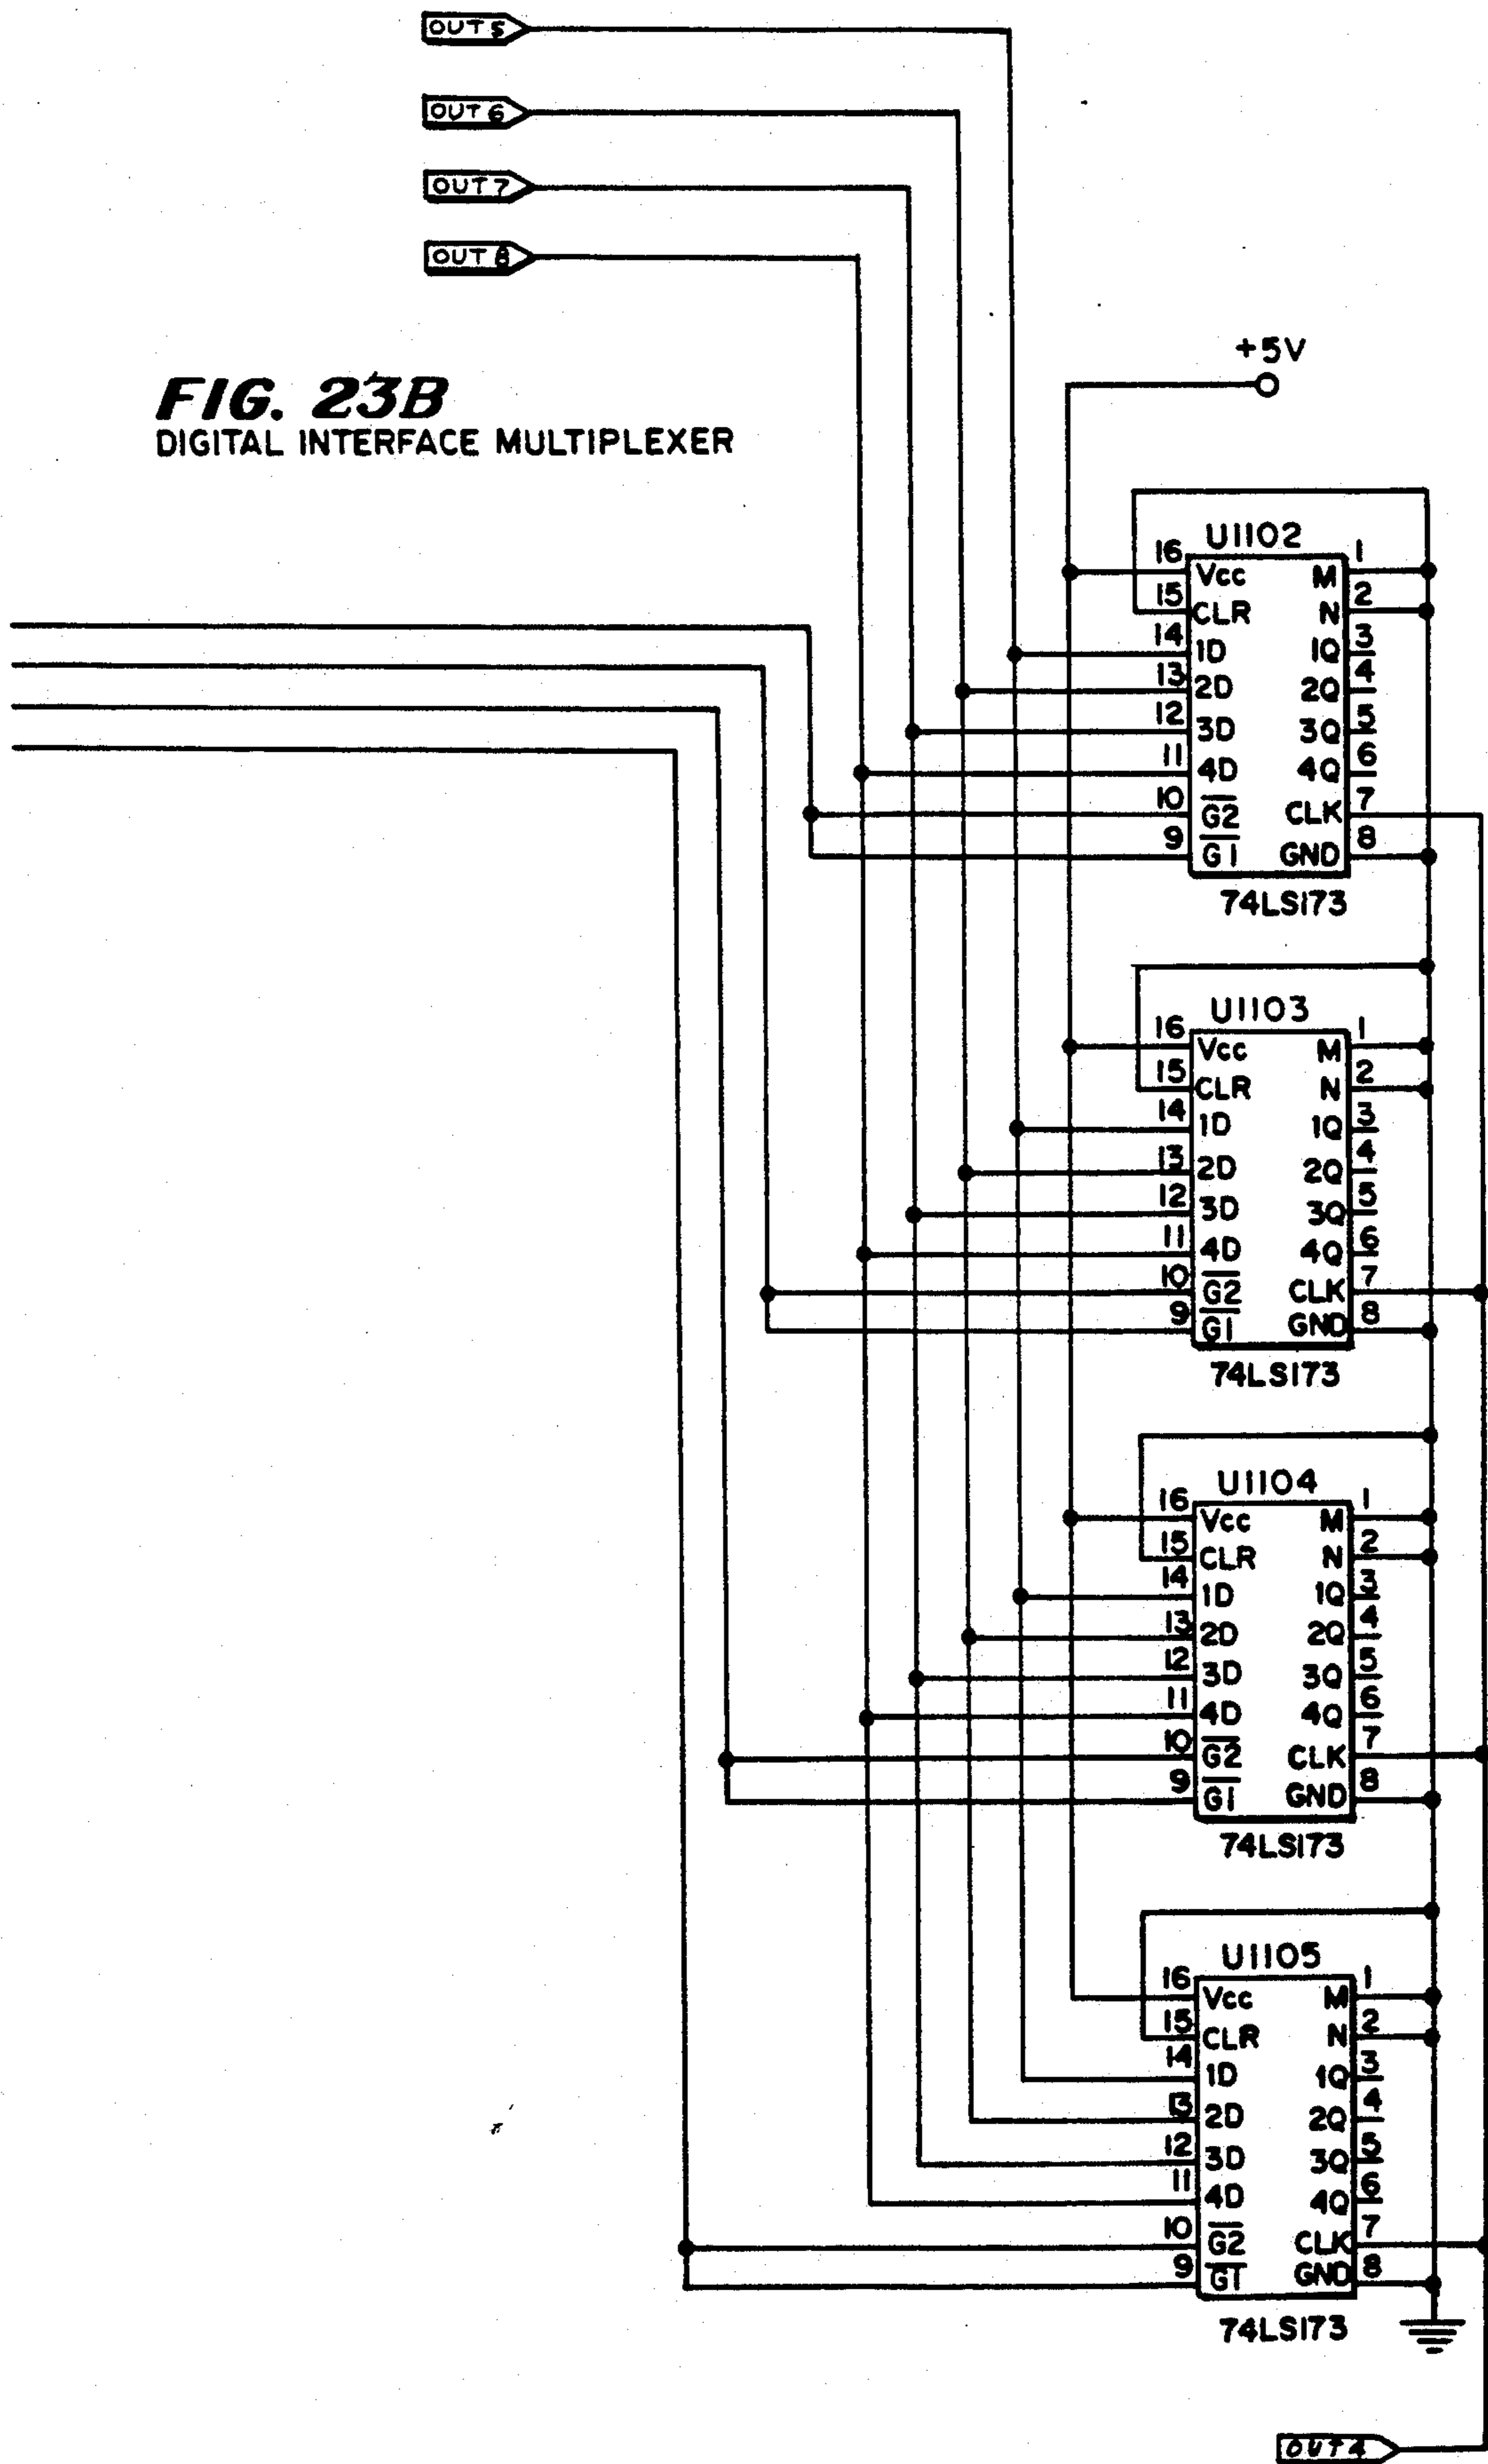 OUT 5
OUT 6
OUT 7
OUT 8
FIG. 23B
DIGITAL INTERFACE MULTIPLEXER
+5V
U1102
16 Vcc M 1
15 CLR N 2
14 1D 1Q 3
13 2D 2Q 4
12 3D 3Q 5
11 4D 4Q 6
10 G2 CLK 7
9 G1 GND 8
74LS173
U1103
16 Vcc M 1
15 CLR N 2
14 1D 1Q 3
13 2D 2Q 4
12 3D 3Q 5
11 4D 4Q 6
10 G2 CLK 7
9 G1 GND 8
74LS173
U1104
16 Vcc M 1
15 CLR N 2
14 1D 1Q 3
13 2D 2Q 4
12 3D 3Q 5
11 4D 4Q 6
10 G2 CLK 7
9 G1 GND 8
74LS173
U1105
16 Vcc M 1
15 CLR N 2
14 1D 1Q 3
13 2D 2Q 4
12 3D 3Q 5
11 4D 4Q 6
10 G2 CLK 7
9 G1 GND 8
74LS173
OUT 4